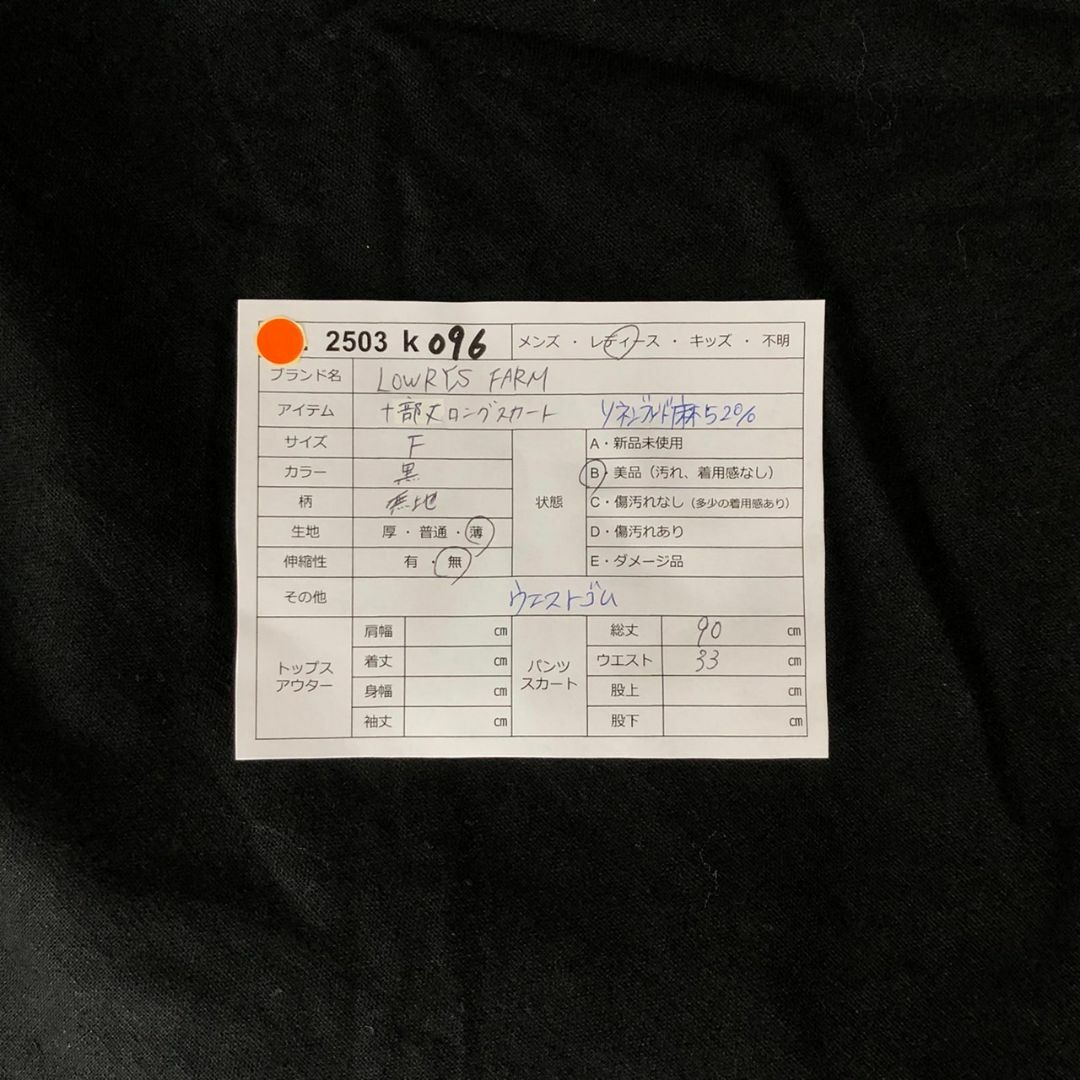 . 2503 k 096 メンズ ・ レディース ・ キッズ ・ 不明
ブランド名 LOWRYS FARM
アイテム 十部丈ロングスカート リネンブレンド麻52%
サイズ F
カラー 黒
柄 無地
生地 厚 ・ 普通 ・ 薄
伸縮性 有 ・ 無
状態
A・新品未使用
B・美品（汚れ、着用感なし）
C・傷汚れなし（多少の着用感あり）
D・傷汚れあり
E・ダメージ品
その他 ウエストゴム
トップス
アウター
肩幅 ㎝
着丈 ㎝
身幅 ㎝
袖丈 ㎝
パンツ
スカート
総丈 90 ㎝
ウエスト 33 ㎝
股上 ㎝
股下 ㎝